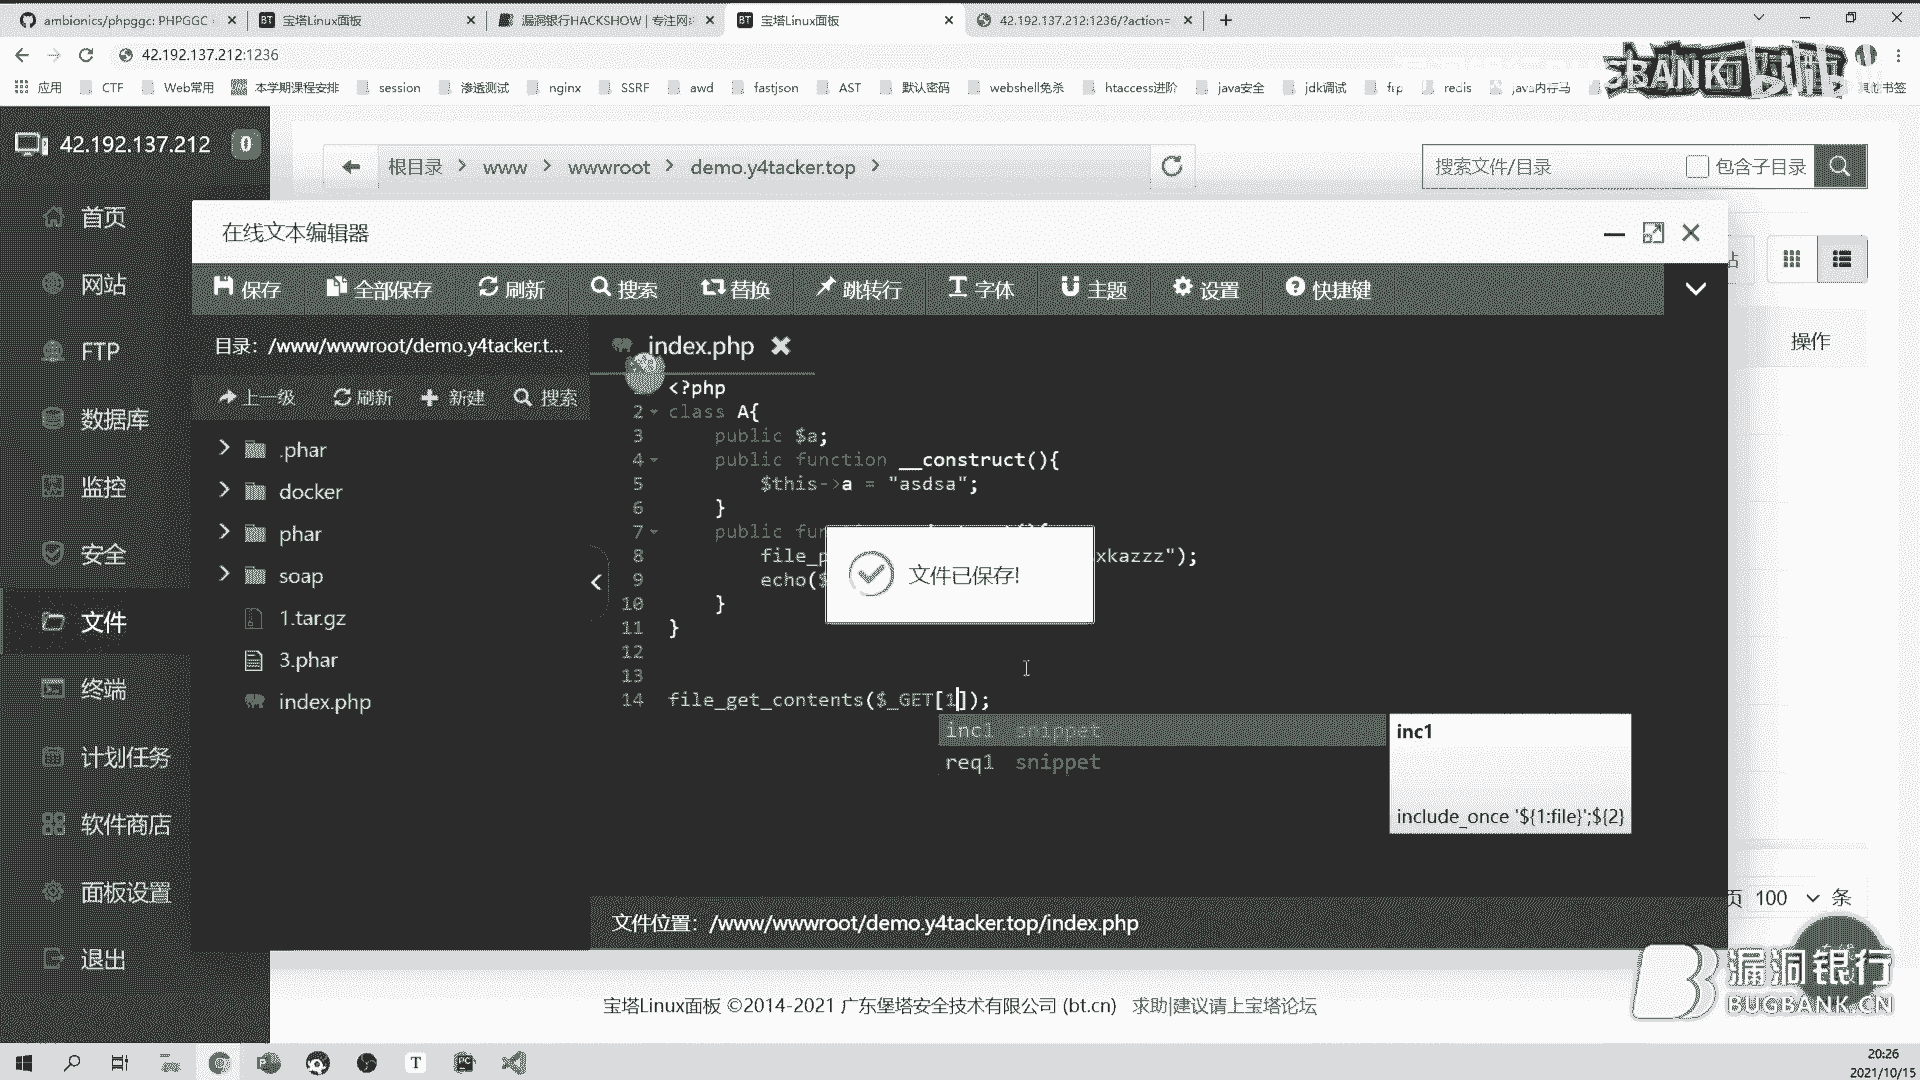 ambionics/phpggc: PHPGGC
宝塔Linux面板
漏洞银行HACKSHOW | 专注网
宝塔Linux面板
42.192.137.212:1236/?action=
42.192.137.212:1236
应用 CTF Web常用 本学期课程安排 session 渗透测试 nginx SSRF awd fastjson AST 默认密码 webshell免杀 htaccess进阶 java安全 jdk调试 frp redis java内存马 书签
BANK bili
42.192.137.212 0
根目录 > www > wwwroot > demo.y4tacker.top >
搜索文件/目录 包含子目录
首页
网站
FTP
数据库
监控
安全
文件
终端
计划任务
软件商店
面板设置
退出
在线文本编辑器
保存 全部保存 刷新 搜索 替换 跳转行 字体 主题 设置 快捷键
目录：/www/wwwroot/demo.y4tacker.t...
上一级 刷新 新建 搜索
.phar
docker
phar
soap
1.tar.gz
3.phar
index.php
index.php
<?php
2 class A{
3 public $a;
4 public function __construct(){
5 $this->a = "asdsa";
6 }
7 public fun
8 file_p xkazzz");
9 echo($
10 }
11 }
12
13
14 file_get_contents($_GET[1]);
文件已保存!
inc1 snippet
req1 snippet
inc1
include_once '${1:file}';${2}
操作
页 100 条
文件位置：/www/wwwroot/demo.y4tacker.top/index.php
宝塔Linux面板 ©2014-2021 广东堡塔安全技术有限公司 (bt.cn) 求助|建议请上宝塔论坛
漏洞银行
BUGBANK.CN
20:26
2021/10/15